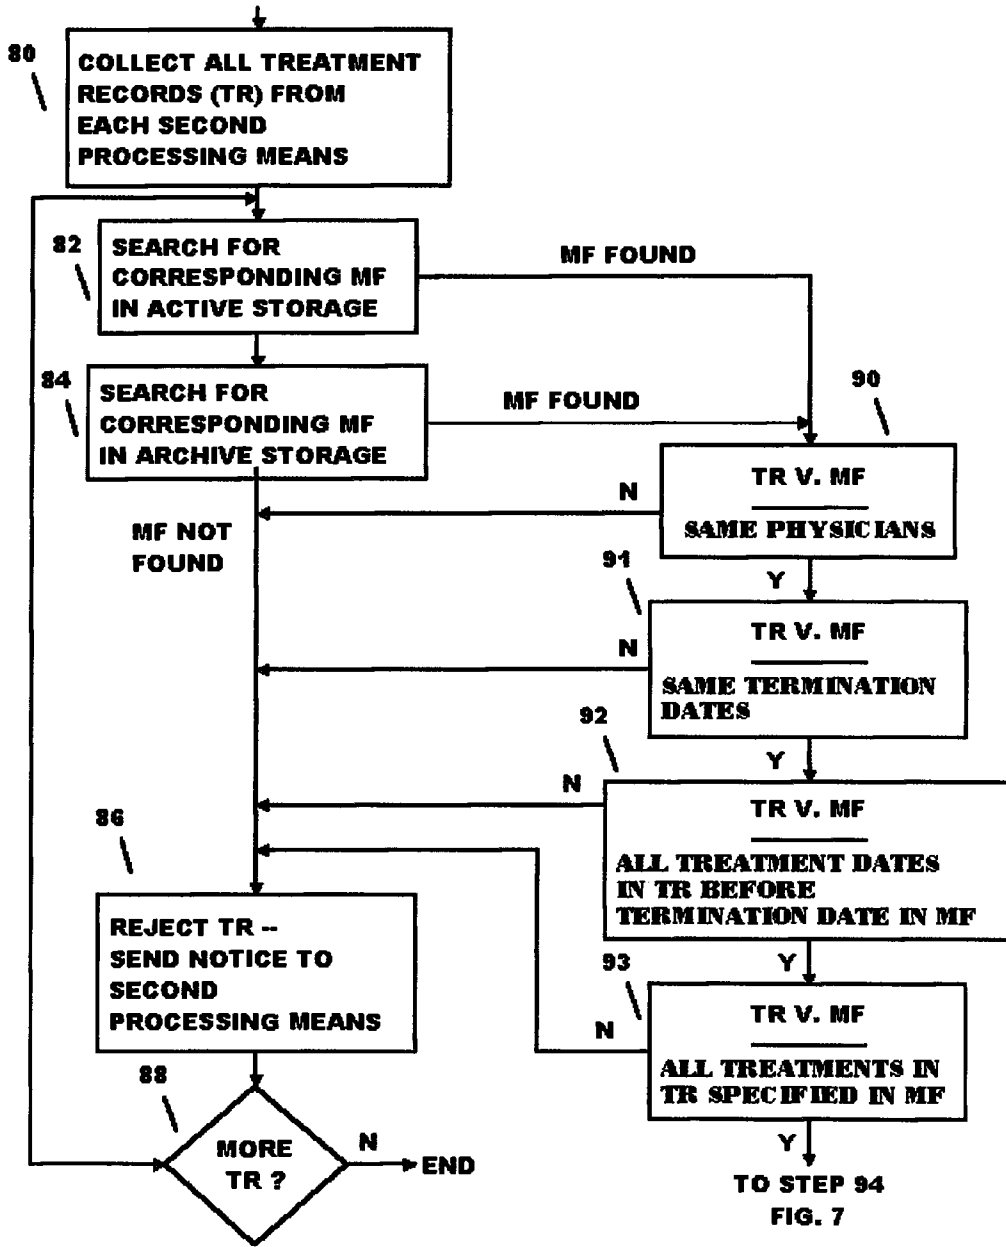 80
COLLECT ALL TREATMENT
RECORDS (TR) FROM
EACH SECOND
PROCESSING MEANS
82
SEARCH FOR
CORRESPONDING MF
IN ACTIVE STORAGE
MF FOUND
84
SEARCH FOR
CORRESPONDING MF
IN ARCHIVE STORAGE
MF FOUND
90
TR V. MF
SAME PHYSICIANS
N
MF NOT
FOUND
Y
91
TR V. MF
SAME TERMINATION
DATES
N
Y
92
TR V. MF
ALL TREATMENT DATES
IN TR BEFORE
TERMINATION DATE IN MF
N
Y
86
REJECT TR --
SEND NOTICE TO
SECOND
PROCESSING MEANS
93
TR V. MF
ALL TREATMENTS IN
TR SPECIFIED IN MF
N
Y
88
MORE
TR ?
N
END
TO STEP 94
FIG. 7